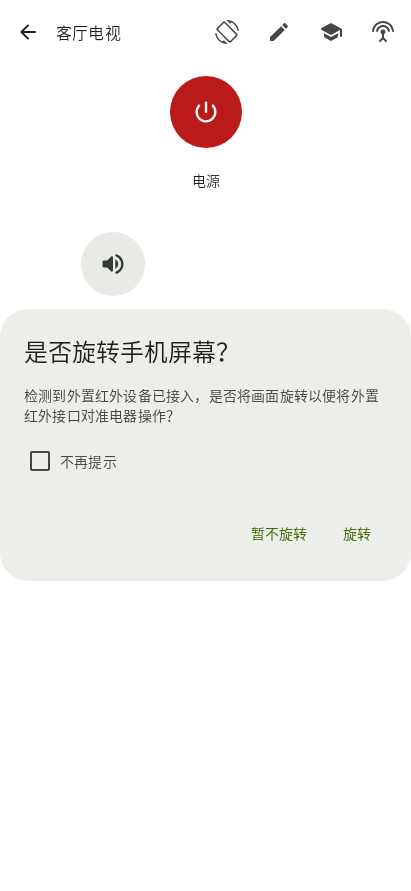 客厅电视
电源
是否旋转手机屏幕？
检测到外置红外设备已接入，是否将画面旋转以便将外置
红外接口对准电器操作？
不再提示
暂不旋转 旋转